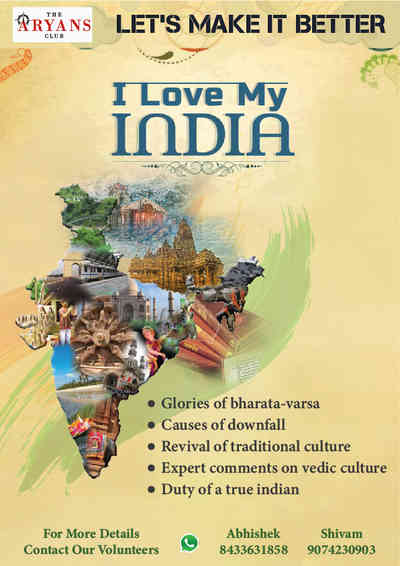 THE
ARYANS
CLUB
LET'S MAKE IT BETTER
I Love My
INDIA
Glories of bharata-varsa
Causes of downfall
Revival of traditional culture
Expert comments on vedic culture
Duty of a true indian
For More Details
Contact Our Volunteers
Abhishek
8433631858
Shivam
9074230903